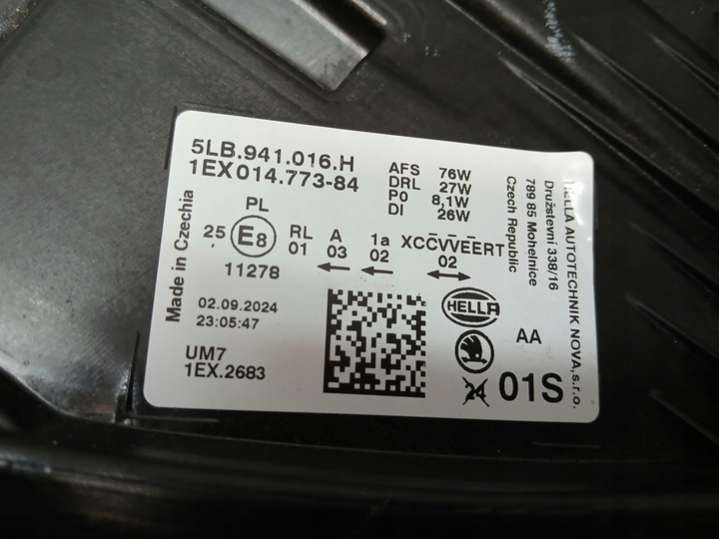 5LB.941.016.H
1EX 014.773-84
AFS 76W
DRL 27W
P0 8,1W
DI 26W
HELLA AUTOTECHNIK NOVA, s.r.o.
Družstevní 338/16
789 85 Mohelnice
Czech Republic
Made in Czechia
PL
25 E8 RL A 1a XCCVVEERT
01 03 02 02
11278
02.09.2024
23:05:47
HELLA
AA
UM7
1EX.2683
01S